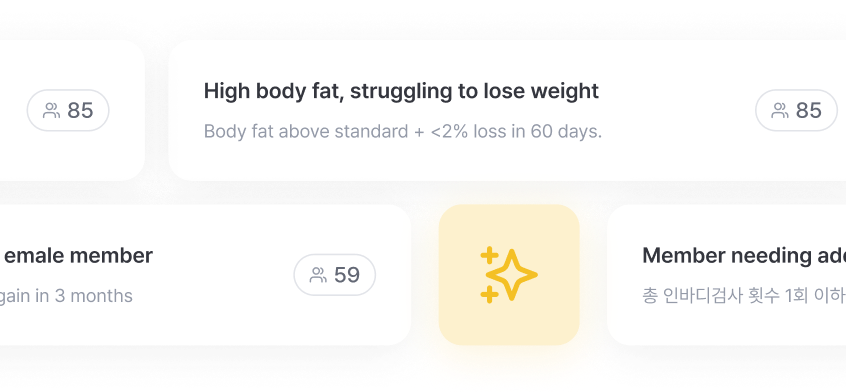 85
High body fat, struggling to lose weight
Body fat above standard + <2% loss in 60 days.
85
emale member
gain in 3 months
59
Member needing
총 인바디검사 횟수 1회 이하